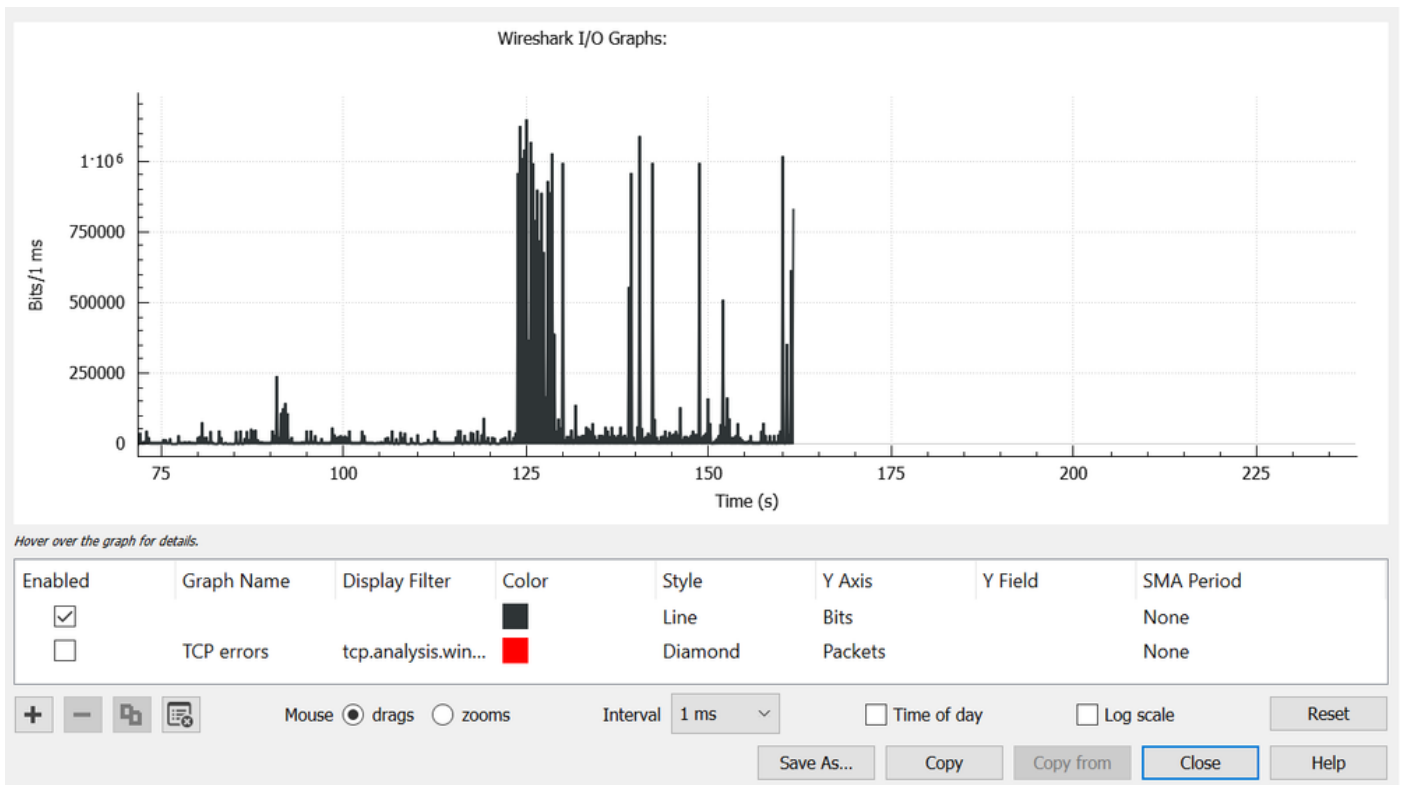 Wireshark I/O Graphs:
1·10⁶
750000
500000
250000
0
Bits/1 ms
75 100 125 150 175 200 225
Time (s)
Hover over the graph for details.
Enabled Graph Name Display Filter Color Style Y Axis Y Field SMA Period
Line Bits None
TCP errors tcp.analysis.win... Diamond Packets None
Mouse drags zooms Interval 1 ms Time of day Log scale Reset
Save As... Copy Copy from Close Help